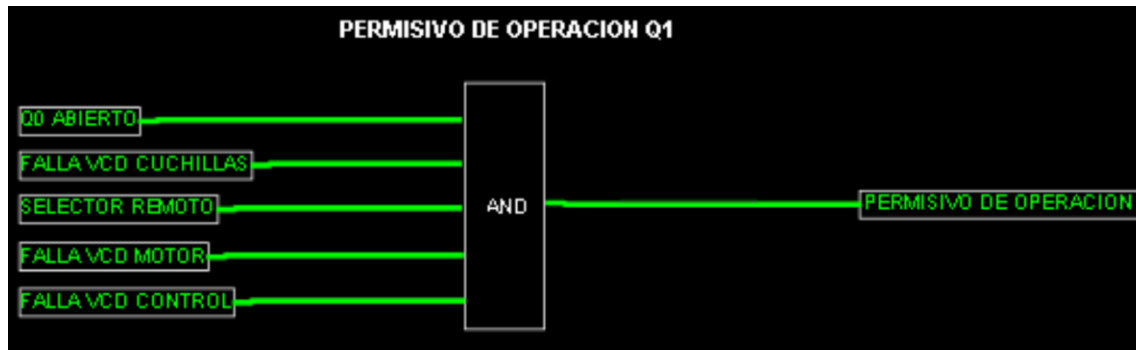 PERMISIVO DE OPERACION Q1
Q0 ABIERTO
FALLA VCD CUCHILLAS
SELECTOR REMOTO
FALLA VCD MOTOR
FALLA VCD CONTROL
AND
PERMISIVO DE OPERACION